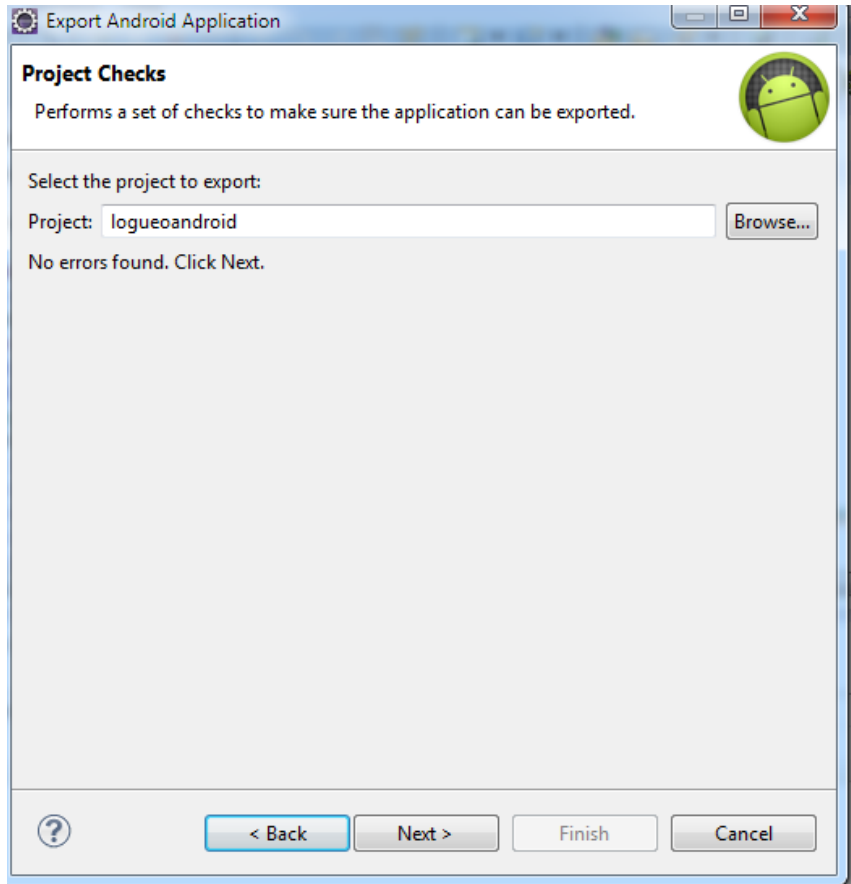 Export Android Application
Project Checks
Performs a set of checks to make sure the application can be exported.
Select the project to export:
Project: logueoandroid Browse...
No errors found. Click Next.
? < Back Next > Finish Cancel